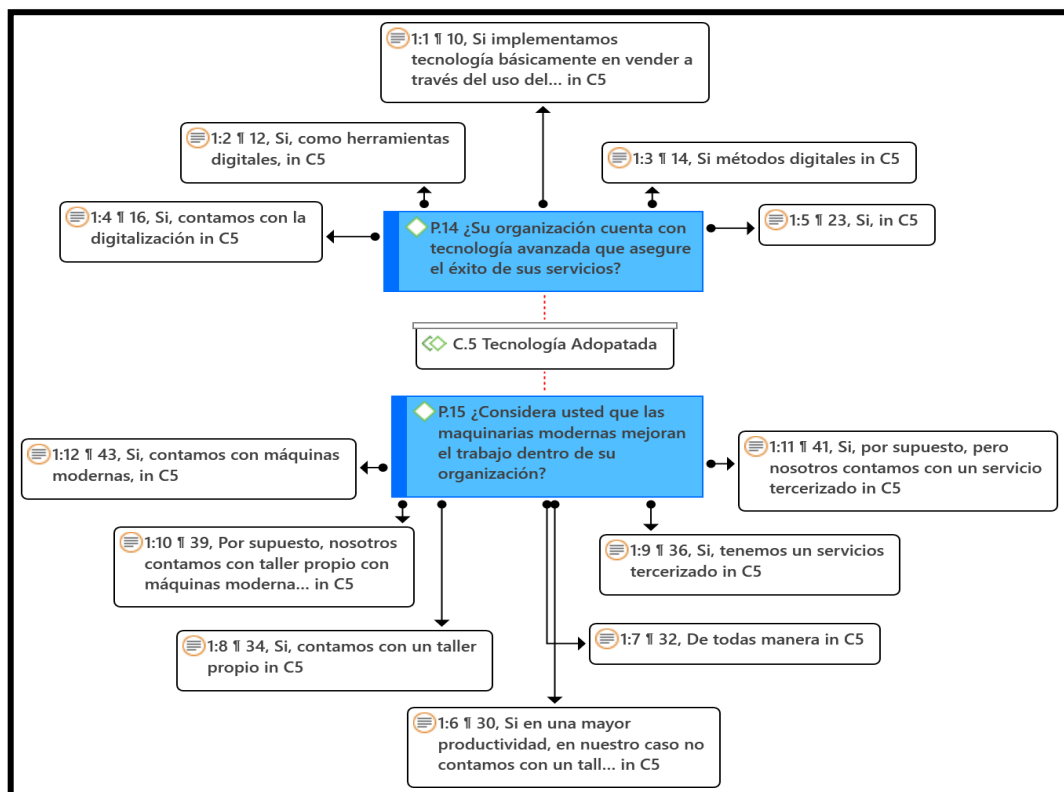 1:1 ¶ 10, Si implementamos
tecnología básicamente en vender a
través del uso del… in C5
1:2 ¶ 12, Si, como herramientas
digitales, in C5
1:3 ¶ 14, Si métodos digitales in C5
1:4 ¶ 16, Si, contamos con la
digitalización in C5
1:5 ¶ 23, Si, in C5
P.14 ¿Su organización cuenta con
tecnología avanzada que asegure
el éxito de sus servicios?
C.5 Tecnología Adopatada
P.15 ¿Considera usted que las
maquinarias modernas mejoran
el trabajo dentro de su
organización?
1:12 ¶ 43, Si, contamos con máquinas
modernas, in C5
1:11 ¶ 41, Si, por supuesto, pero
nosotros contamos con un servicio
tercerizado in C5
1:10 ¶ 39, Por supuesto, nosotros
contamos con taller propio con
máquinas moderna… in C5
1:9 ¶ 36, Si, tenemos un servicios
tercerizado in C5
1:8 ¶ 34, Si, contamos con un taller
propio in C5
1:7 ¶ 32, De todas manera in C5
1:6 ¶ 30, Si en una mayor
productividad, en nuestro caso no
contamos con un tall… in C5